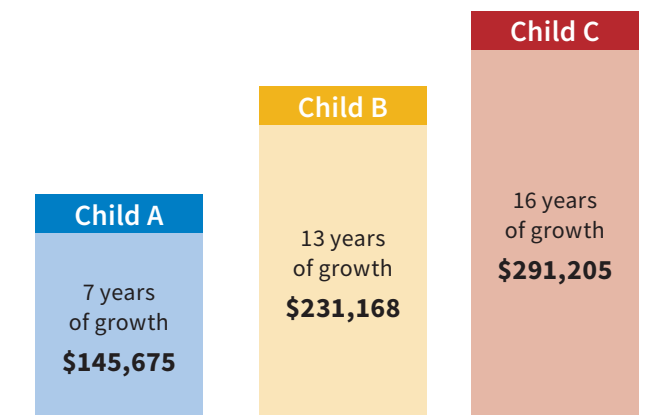 Child A
7 years
of growth
$145,675
Child B
13 years
of growth
$231,168
Child C
16 years
of growth
$291,205